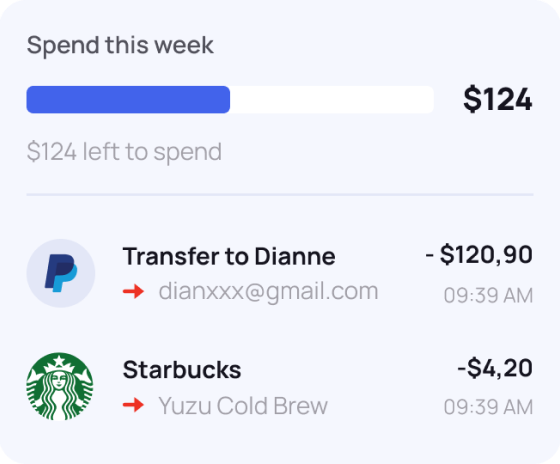 Spend this week
$124
$124 left to spend
Transfer to Dianne - $120,90
dianxxx@gmail.com 09:39 AM
Starbucks -$4,20
Yuzu Cold Brew 09:39 AM